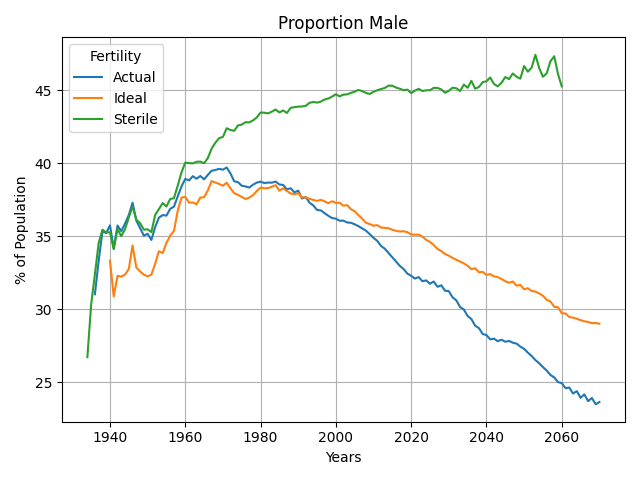 Proportion Male
Fertility
Actual
Ideal
Sterile
% of Population
45
40
35
30
25
1940 1960 1980 2000 2020 2040 2060
Years